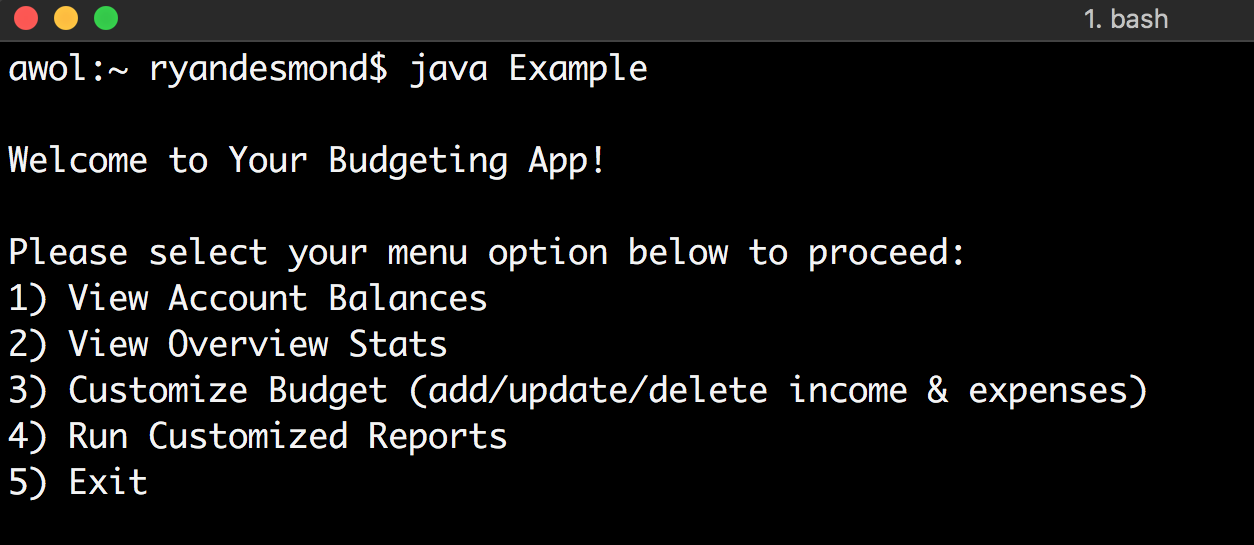 1. bash
awol:~ ryandesmond$ java Example
Welcome to Your Budgeting App!
Please select your menu option below to proceed:
1) View Account Balances
2) View Overview Stats
3) Customize Budget (add/update/delete income & expenses)
4) Run Customized Reports
5) Exit